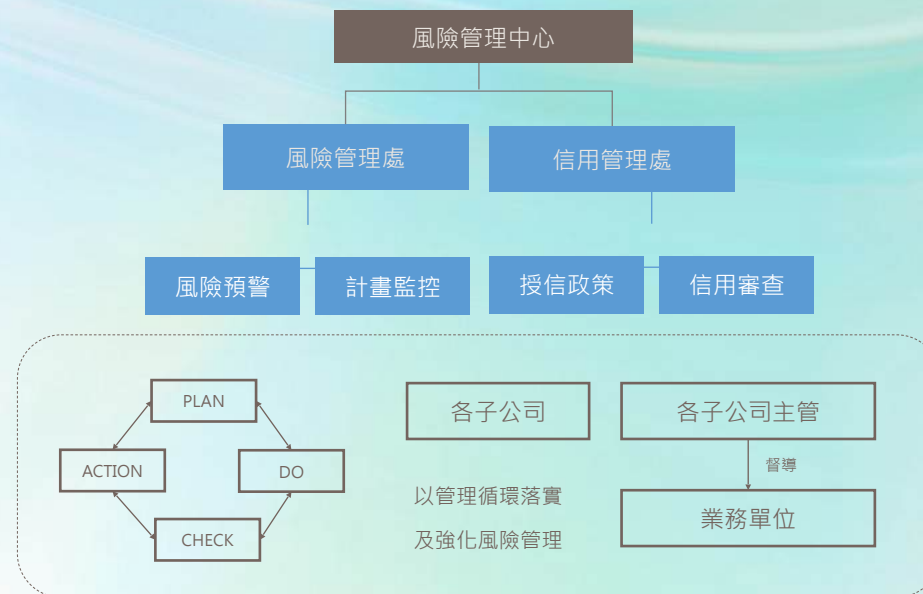 風險管理中心
風險管理處
信用管理處
風險預警
計畫監控
授信政策
信用審查
PLAN
ACTION
DO
CHECK
各子公司
以管理循環落實
及強化風險管理
各子公司主管
督導
業務單位